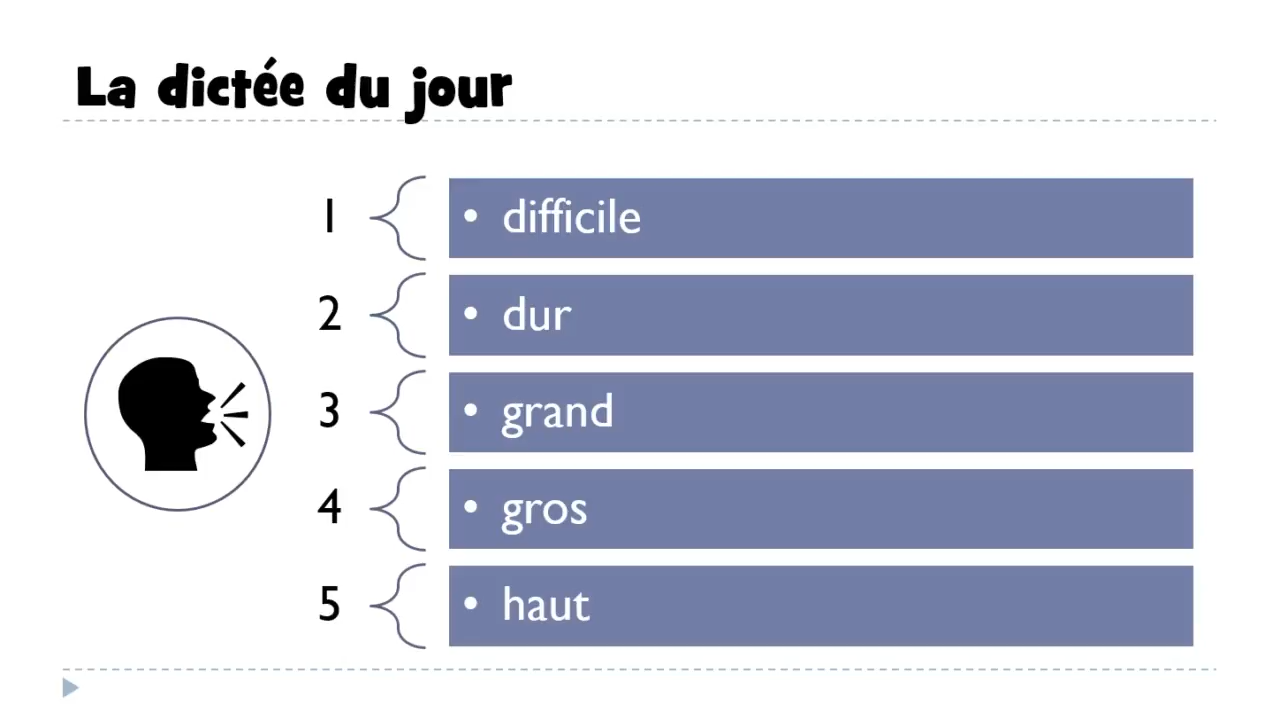 La dictée du jour
1 • difficile
2 • dur
3 • grand
4 • gros
5 • haut